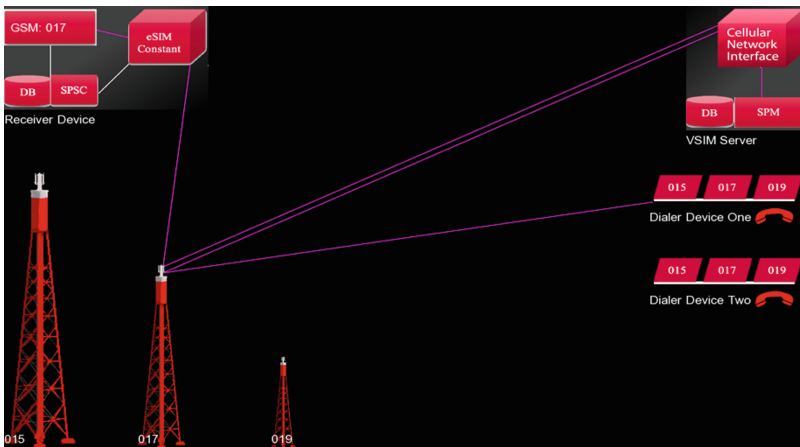 GSM: 017
eSIM
Constant
DB
SPSC
Receiver Device
Cellular
Network
Interface
DB
SPM
VSIM Server
015
017
019
Dialer Device One
015
017
019
Dialer Device Two
015
017
019